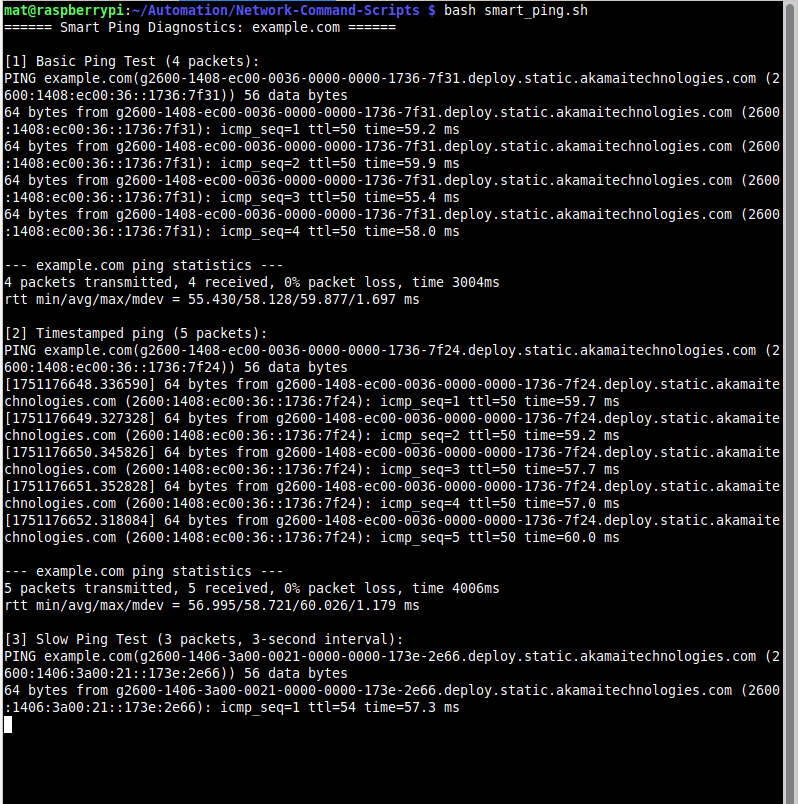 mat@raspberrypi:~/Automation/Network-Command-Scripts $ bash smart_ping.sh
====== Smart Ping Diagnostics: example.com ======
[1] Basic Ping Test (4 packets):
PING example.com(g2600-1408-ec00-0036-0000-0000-1736-7f31.deploy.static.akamaitechnologies.com (2
600:1408:ec00:36::1736:7f31)) 56 data bytes
64 bytes from g2600-1408-ec00-0036-0000-0000-1736-7f31.deploy.static.akamaitechnologies.com (2600
:1408:ec00:36::1736:7f31): icmp_seq=1 ttl=50 time=59.2 ms
64 bytes from g2600-1408-ec00-0036-0000-0000-1736-7f31.deploy.static.akamaitechnologies.com (2600
:1408:ec00:36::1736:7f31): icmp_seq=2 ttl=50 time=59.9 ms
64 bytes from g2600-1408-ec00-0036-0000-0000-1736-7f31.deploy.static.akamaitechnologies.com (2600
:1408:ec00:36::1736:7f31): icmp_seq=3 ttl=50 time=55.4 ms
64 bytes from g2600-1408-ec00-0036-0000-0000-1736-7f31.deploy.static.akamaitechnologies.com (2600
:1408:ec00:36::1736:7f31): icmp_seq=4 ttl=50 time=58.0 ms
--- example.com ping statistics ---
4 packets transmitted, 4 received, 0% packet loss, time 3004ms
rtt min/avg/max/mdev = 55.430/58.128/59.877/1.697 ms
[2] Timestamped ping (5 packets):
PING example.com(g2600-1408-ec00-0036-0000-0000-1736-7f24.deploy.static.akamaitechnologies.com (2
600:1408:ec00:36::1736:7f24)) 56 data bytes
[1751176648.336590] 64 bytes from g2600-1408-ec00-0036-0000-0000-1736-7f24.deploy.static.akamaite
chnologies.com (2600:1408:ec00:36::1736:7f24): icmp_seq=1 ttl=50 time=59.7 ms
[1751176649.327328] 64 bytes from g2600-1408-ec00-0036-0000-0000-1736-7f24.deploy.static.akamaite
chnologies.com (2600:1408:ec00:36::1736:7f24): icmp_seq=2 ttl=50 time=59.2 ms
[1751176650.345826] 64 bytes from g2600-1408-ec00-0036-0000-0000-1736-7f24.deploy.static.akamaite
chnologies.com (2600:1408:ec00:36::1736:7f24): icmp_seq=3 ttl=50 time=57.7 ms
[1751176651.352828] 64 bytes from g2600-1408-ec00-0036-0000-0000-1736-7f24.deploy.static.akamaite
chnologies.com (2600:1408:ec00:36::1736:7f24): icmp_seq=4 ttl=50 time=57.0 ms
[1751176652.318084] 64 bytes from g2600-1408-ec00-0036-0000-0000-1736-7f24.deploy.static.akamaite
chnologies.com (2600:1408:ec00:36::1736:7f24): icmp_seq=5 ttl=50 time=60.0 ms
--- example.com ping statistics ---
5 packets transmitted, 5 received, 0% packet loss, time 4006ms
rtt min/avg/max/mdev = 56.995/58.721/60.026/1.179 ms
[3] Slow Ping Test (3 packets, 3-second interval):
PING example.com(g2600-1406-3a00-0021-0000-0000-173e-2e66.deploy.static.akamaitechnologies.com (2
600:1406:3a00:21::173e:2e66)) 56 data bytes
64 bytes from g2600-1406-3a00-0021-0000-0000-173e-2e66.deploy.static.akamaitechnologies.com (2600
:1406:3a00:21::173e:2e66): icmp_seq=1 ttl=54 time=57.3 ms